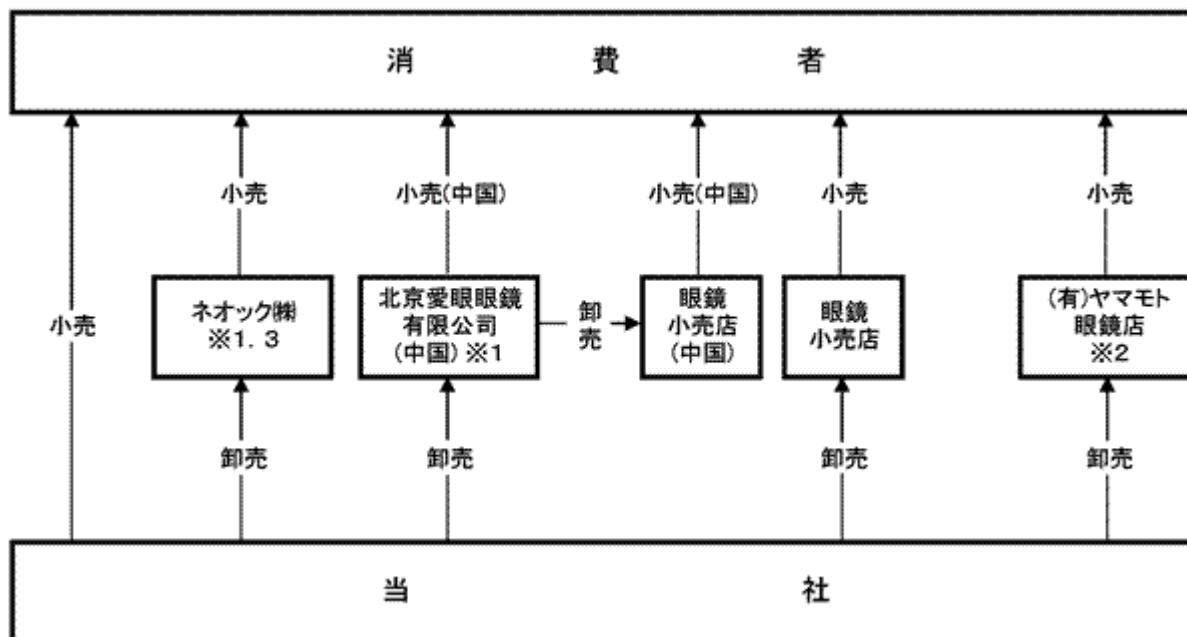 消費者
小売
小売(中国)
小売(中国)
小売
小売
小売
ネオック㈱
※1．3
北京愛眼眼鏡
有限公司
(中国)※1
卸売
眼鏡
小売店
(中国)
眼鏡
小売店
(有)ヤマモト
眼鏡店
※2
卸売
卸売
卸売
卸売
当社